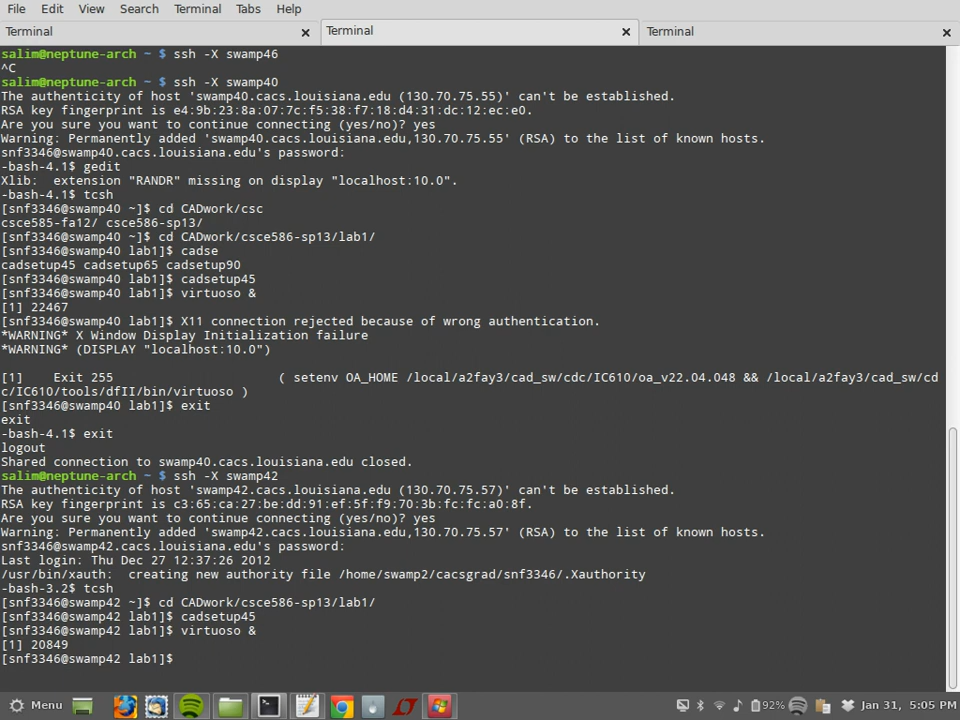 File Edit View Search Terminal Tabs Help
Terminal Terminal Terminal
salim@neptune-arch ~ $ ssh -X swamp46
^C
salim@neptune-arch ~ $ ssh -X swamp40
The authenticity of host 'swamp40.cacs.louisiana.edu (130.70.75.55)' can't be established.
RSA key fingerprint is e4:9b:23:8a:07:7c:f5:38:f7:18:d4:31:dc:12:ec:e0.
Are you sure you want to continue connecting (yes/no)? yes
Warning: Permanently added 'swamp40.cacs.louisiana.edu,130.70.75.55' (RSA) to the list of known hosts.
snf3346@swamp40.cacs.louisiana.edu's password:
-bash-4.1$ gedit
Xlib:  extension "RANDR" missing on display "localhost:10.0".
-bash-4.1$ tcsh
[snf3346@swamp40 ~]$ cd CADwork/csc
csce585-fa12/ csce586-sp13/
[snf3346@swamp40 ~]$ cd CADwork/csce586-sp13/lab1/
[snf3346@swamp40 lab1]$ cadse
cadsetup45 cadsetup65 cadsetup90
[snf3346@swamp40 lab1]$ cadsetup45
[snf3346@swamp40 lab1]$ virtuoso &
[1] 22467
[snf3346@swamp40 lab1]$ X11 connection rejected because of wrong authentication.
*WARNING* X Window Display Initialization failure
*WARNING* (DISPLAY "localhost:10.0")
[1]    Exit 255                      ( setenv OA_HOME /local/a2fay3/cad_sw/cdc/IC610/oa_v22.04.048 && /local/a2fay3/cad_sw/cd
c/IC610/tools/dfII/bin/virtuoso )
[snf3346@swamp40 lab1]$ exit
exit
-bash-4.1$ exit
logout
Shared connection to swamp40.cacs.louisiana.edu closed.
salim@neptune-arch ~ $ ssh -X swamp42
The authenticity of host 'swamp42.cacs.louisiana.edu (130.70.75.57)' can't be established.
RSA key fingerprint is c3:65:ca:27:be:dd:91:ef:5f:f9:70:3b:fc:fc:a0:8f.
Are you sure you want to continue connecting (yes/no)? yes
Warning: Permanently added 'swamp42.cacs.louisiana.edu,130.70.75.57' (RSA) to the list of known hosts.
snf3346@swamp42.cacs.louisiana.edu's password:
Last login: Thu Dec 27 12:37:26 2012
/usr/bin/xauth:  creating new authority file /home/swamp2/cacsgrad/snf3346/.Xauthority
-bash-3.2$ tcsh
[snf3346@swamp42 ~]$ cd CADwork/csce586-sp13/lab1/
[snf3346@swamp42 lab1]$ cadsetup45
[snf3346@swamp42 lab1]$ virtuoso &
[1] 20849
[snf3346@swamp42 lab1]$
Menu 92% Jan 31, 5:05 PM